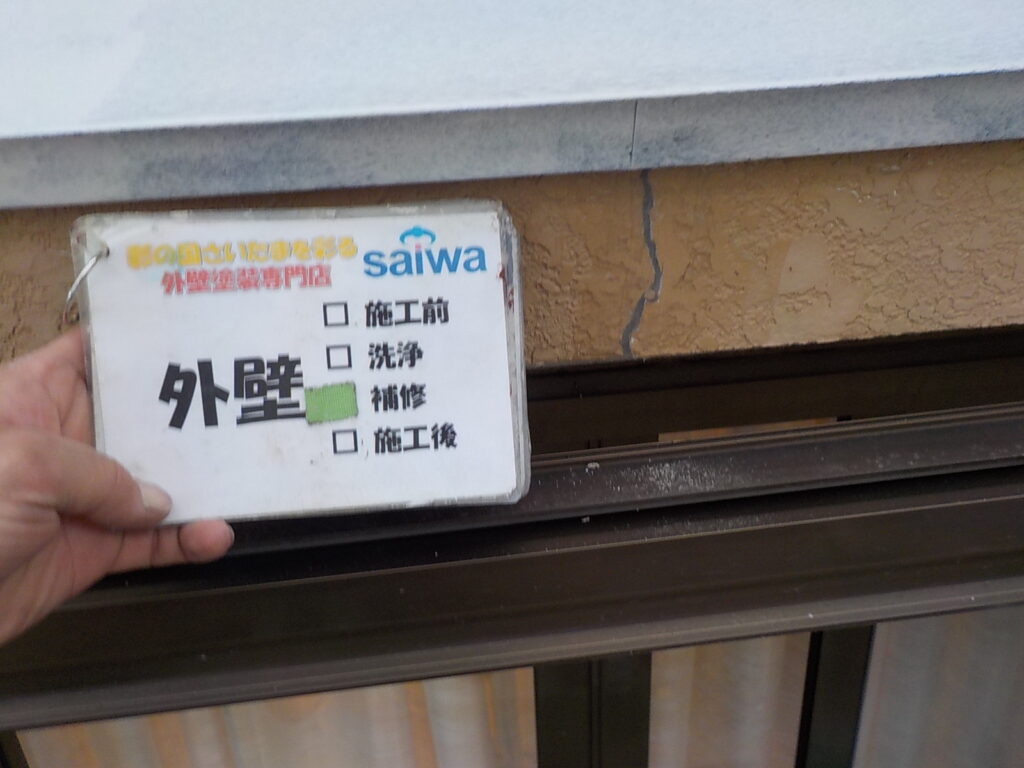 彩の国さいたまを彩る
外壁塗装専門店
saiwa
外壁
□ 施工前
□ 洗浄
補修
□ 施工後